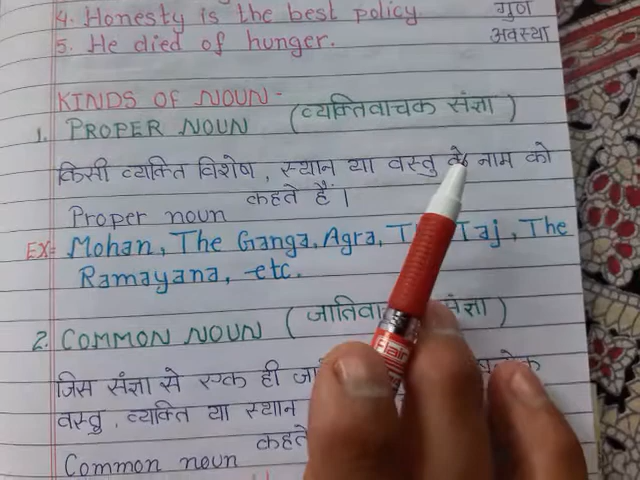 4. Honesty is the best policy गुण
5. He died of hunger. अवस्था
KINDS OF NOUN-
1. PROPER NOUN (व्यक्तिवाचक संज्ञा)
किसी व्यक्ति विशेष, स्थान या वस्तु के नाम को
Proper noun कहते हैं।
EX= Mohan, The Ganga, Agra, Taj, The
Ramayana, etc.
2. COMMON NOUN (संज्ञा)
जिस संज्ञा से एक ही
वस्तु, व्यक्ति या स्थान
Common noun कहते
Hair